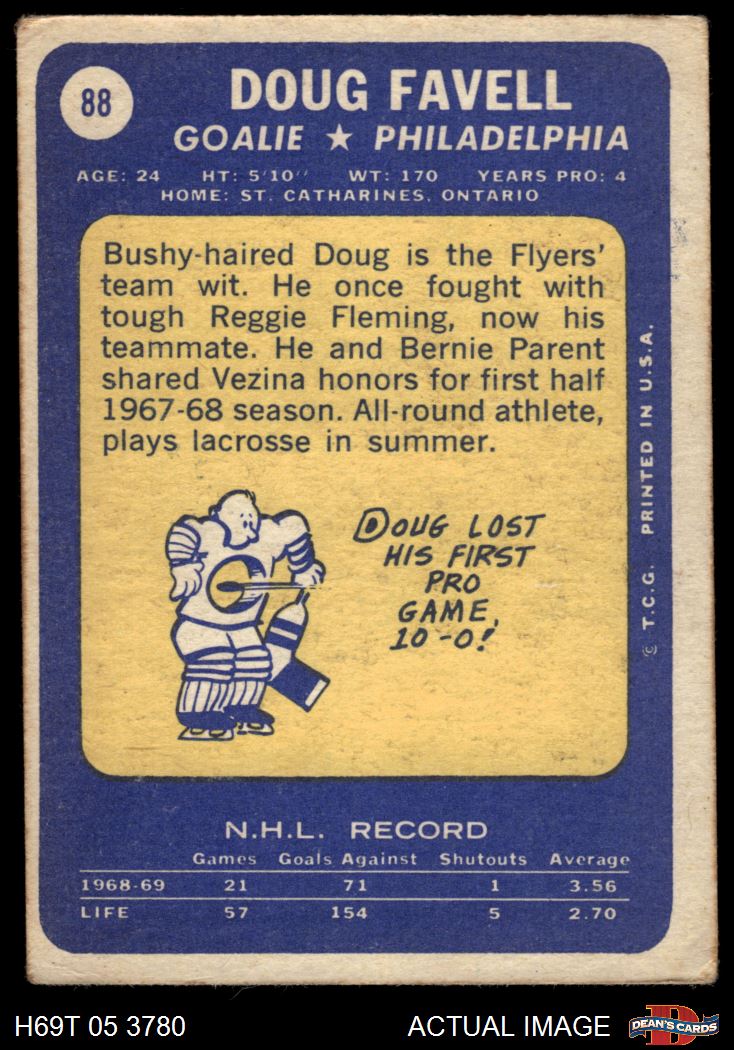 88
DOUG FAVELL
GOALIE ★ PHILADELPHIA
AGE: 24 HT: 5'10'' WT: 170 YEARS PRO: 4
HOME: ST. CATHARINES, ONTARIO
Bushy-haired Doug is the Flyers'
team wit. He once fought with
tough Reggie Fleming, now his
teammate. He and Bernie Parent
shared Vezina honors for first half
1967-68 season. All-round athlete,
plays lacrosse in summer.
DOUG LOST
HIS FIRST
PRO
GAME,
10-0!
© T.C.G. PRINTED IN U.S.A.
N.H.L. RECORD
Games Goals Against Shutouts Average
1968-69 21 71 1 3.56
LIFE 57 154 5 2.70
H69T 05 3780 ACTUAL IMAGE
D
DEAN'S CARDS